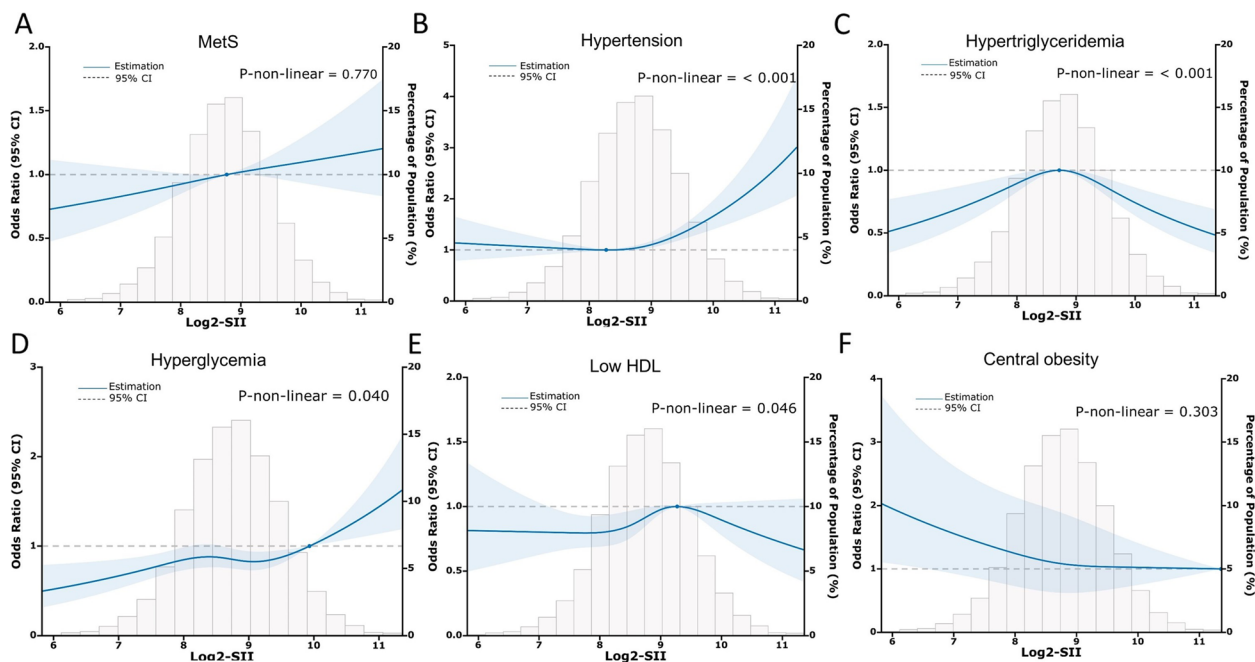 A
MetS
Estimation
95% CI
P-non-linear = 0.770
Odds Ratio (95% CI)
2.0
1.5
1.0
0.5
0.0
20
15
10
5
0
Percentage of Population (%)
6 7 8 9 10 11
Log2-SII
B
Hypertension
Estimation
95% CI
P-non-linear = < 0.001
Odds Ratio (95% CI)
5
4
3
2
1
0
20
15
10
5
0
Percentage of Population (%)
6 7 8 9 10 11
Log2-SII
C
Hypertriglyceridemia
Estimation
95% CI
P-non-linear = < 0.001
Odds Ratio (95% CI)
2.0
1.5
1.0
0.5
0.0
20
15
10
5
0
Percentage of Population (%)
6 7 8 9 10 11
Log2-SII
D
Hyperglycemia
Estimation
95% CI
P-non-linear = 0.040
Odds Ratio (95% CI)
3
2
1
0
20
15
10
5
0
Percentage of Population (%)
6 7 8 9 10 11
Log2-SII
E
Low HDL
Estimation
95% CI
P-non-linear = 0.046
Odds Ratio (95% CI)
2.0
1.5
1.0
0.5
0.0
20
15
10
5
0
Percentage of Population (%)
6 7 8 9 10 11
Log2-SII
F
Central obesity
Estimation
95% CI
P-non-linear = 0.303
Odds Ratio (95% CI)
4
3
2
1
0
20
15
10
5
0
Percentage of Population (%)
6 7 8 9 10 11
Log2-SII